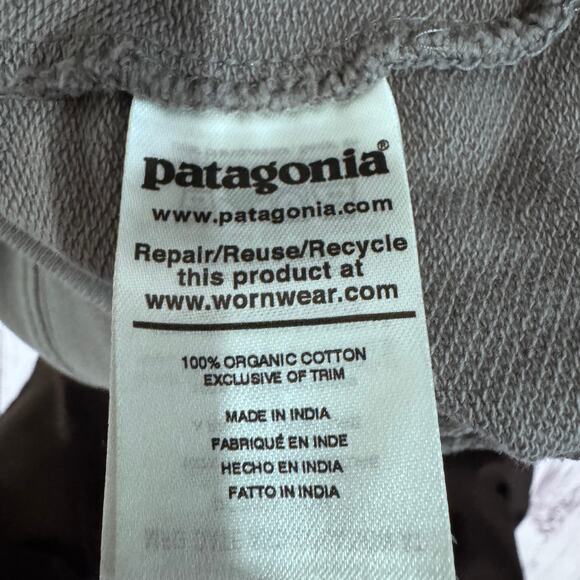 patagonia®
www.patagonia.com
Repair/Reuse/Recycle
this product at
www.wornwear.com
100% ORGANIC COTTON
EXCLUSIVE OF TRIM
MADE IN INDIA
FABRIQUÉ EN INDE
HECHO EN INDIA
FATTO IN INDIA